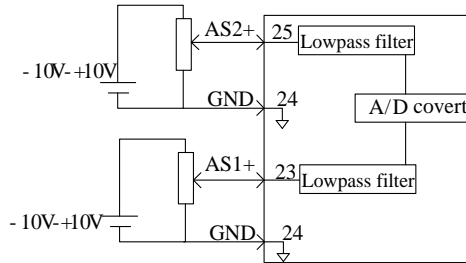 AS2+ 25
Lowpass filter
- 10V-+10V
GND 24
A/D covert
AS1+ 23
Lowpass filter
- 10V-+10V
GND 24